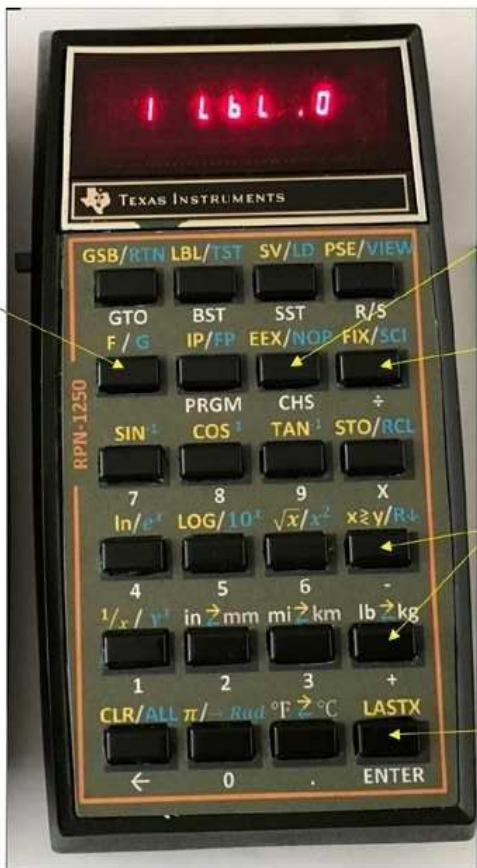 1 LbL .0
TEXAS INSTRUMENTS
GSB/RTN LBL/TST SV/LD PSE/VIEW
GTO BST SST R/S
F / G IP/FP EEX/NOP FIX/SCI
PRGM CHS ÷
RPN-1250
SIN⁻¹ COS⁻¹ TAN⁻¹ STO/RCL
7 8 9 X
ln/eˣ LOG/10ˣ √x/x² x≷y/R↓
4 5 6 -
¹/ₓ / yˣ in⇄mm mi⇄km lb⇄kg
1 2 3 +
CLR/ALL π/→Rad °F⇄°C LASTX
← 0 . ENTER